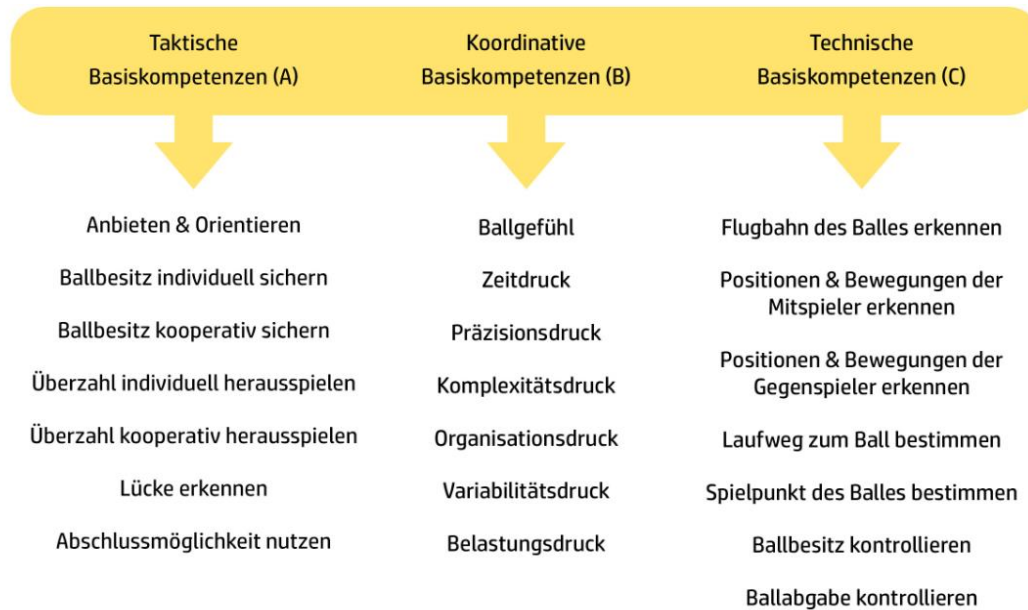 Taktische
Basiskompetenzen (A)
Koordinative
Basiskompetenzen (B)
Technische
Basiskompetenzen (C)
Anbieten & Orientieren
Ballbesitz individuell sichern
Ballbesitz kooperativ sichern
Überzahl individuell herausspielen
Überzahl kooperativ herausspielen
Lücke erkennen
Abschlussmöglichkeit nutzen
Ballgefühl
Zeitdruck
Präzisionsdruck
Komplexitätsdruck
Organisationsdruck
Variabilitätsdruck
Belastungsdruck
Flugbahn des Balles erkennen
Positionen & Bewegungen der
Mitspieler erkennen
Positionen & Bewegungen der
Gegenspieler erkennen
Laufweg zum Ball bestimmen
Spielpunkt des Balles bestimmen
Ballbesitz kontrollieren
Ballabgabe kontrollieren